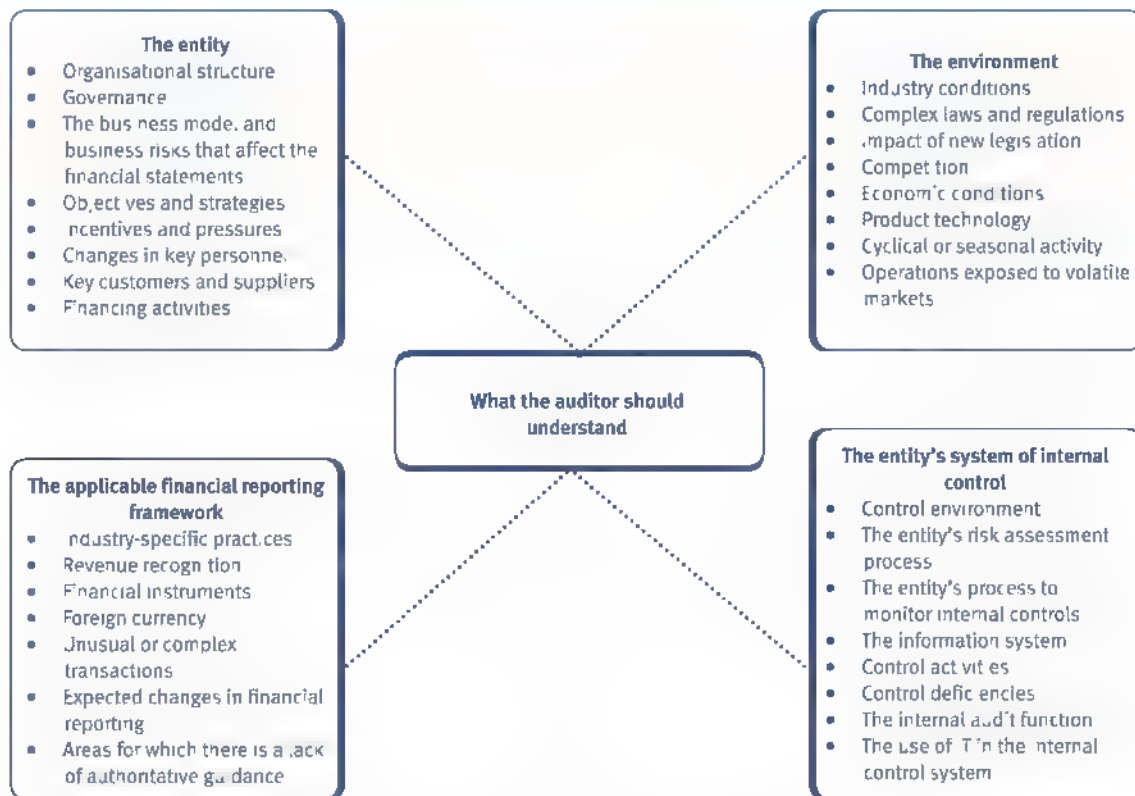 The entity
• Organisational structure
• Governance
• The business model and
business risks that affect the
financial statements
• Objectives and strategies
• Incentives and pressures
• Changes in key personnel
• Key customers and suppliers
• Financing activities
The environment
• Industry conditions
• Complex laws and regulations
• Impact of new legislation
• Competition
• Economic conditions
• Product technology
• Cyclical or seasonal activity
• Operations exposed to volatile
markets
What the auditor should
understand
The applicable financial reporting
framework
• Industry-specific practices
• Revenue recognition
• Financial instruments
• Foreign currency
• Unusual or complex
transactions
• Expected changes in financial
reporting
• Areas for which there is a lack
of authoritative guidance
The entity's system of internal
control
• Control environment
• The entity's risk assessment
process
• The entity's process to
monitor internal controls
• The information system
• Control activities
• Control deficiencies
• The internal audit function
• The use of IT in the internal
control system